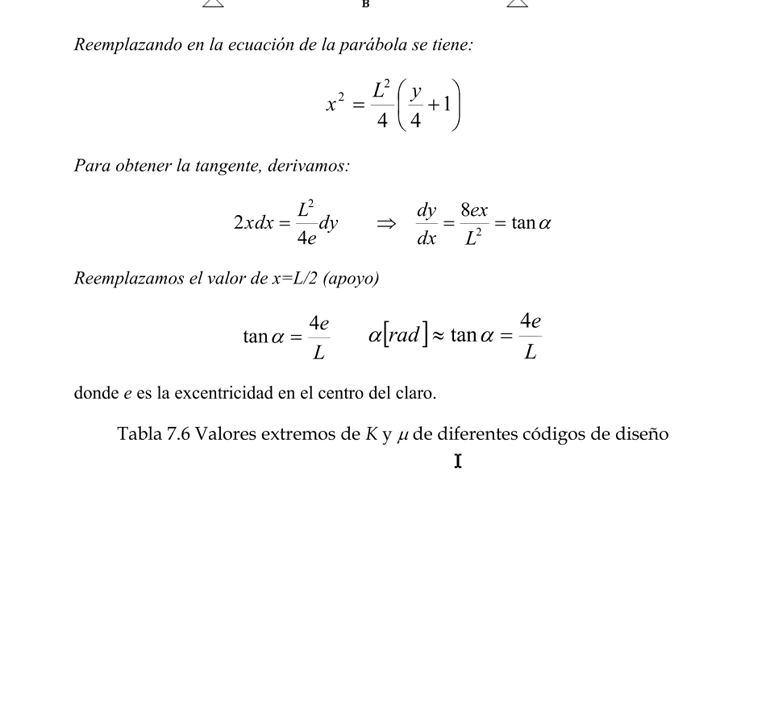 B
Reemplazando en la ecuación de la parábola se tiene:
x² = L²/4 (y/4 + 1)
Para obtener la tangente, derivamos:
2xdx = L²/4e dy ⇒ dy/dx = 8ex/L² = tan α
Reemplazamos el valor de x=L/2 (apoyo)
tan α = 4e/L α[rad] ≈ tan α = 4e/L
donde e es la excentricidad en el centro del claro.
Tabla 7.6 Valores extremos de K y μ de diferentes códigos de diseño